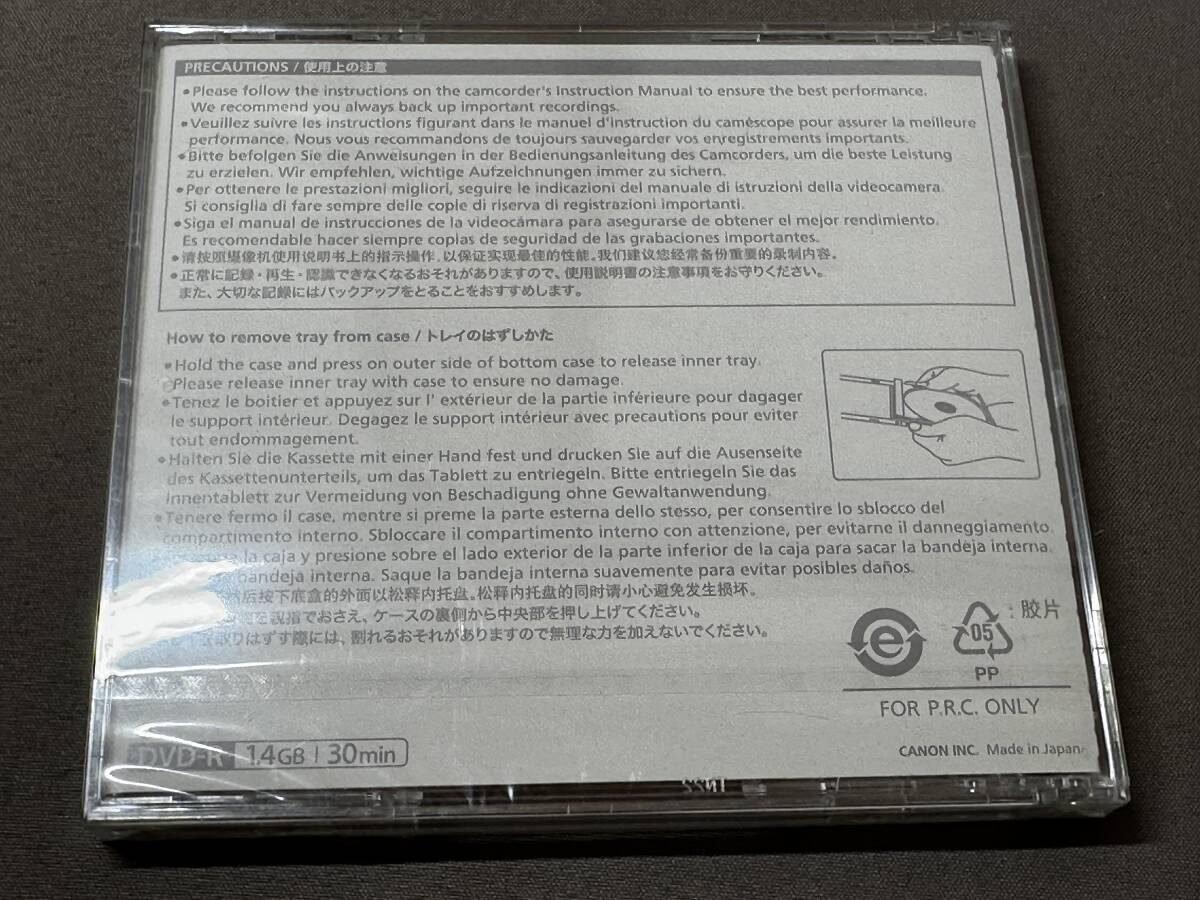 PRECAUTIONS / 使用上の注意
•Please follow the instructions on the camcorder's Instruction Manual to ensure the best performance.
We recommend you always back up important recordings.
•Veuillez suivre les instructions figurant dans le manuel d'instruction du caméscope pour assurer la meilleure
performance. Nous vous recommandons de toujours sauvegarder vos enregistrements importants.
•Bitte befolgen Sie die Anweisungen in der Bedienungsanleitung des Camcorders, um die beste Leistung
zu erzielen. Wir empfehlen, wichtige Aufzeichnungen immer zu sichern.
•Per ottenere le prestazioni migliori, seguire le indicazioni del manuale di istruzioni della videocamera.
Si consiglia di fare sempre delle copie di riserva di registrazioni importanti.
•Siga el manual de instrucciones de la videocámara para asegurarse de obtener el mejor rendimiento.
Es recomendable hacer siempre copias de seguridad de las grabaciones importantes.
•请按照摄像机使用说明书上的指示操作,以保证实现最佳的性能。我们建议您经常备份重要的录制内容。
•正常に記録・再生・認識できなくなるおそれがありますので、使用説明書の注意事項をお守りください。
また、大切な記録にはバックアップをとることをおすすめします。
How to remove tray from case / トレイのはずしかた
•Hold the case and press on outer side of bottom case to release inner tray.
Please release inner tray with case to ensure no damage.
•Tenez le boitier et appuyez sur l' extérieur de la partie inférieure pour dagager
le support intérieur. Degagez le support intérieur avec precautions pour eviter
tout endommagement.
•Halten Sie die Kassette mit einer Hand fest und drucken Sie auf die Ausenseite
des Kassettenunterteils, um das Tablett zu entriegeln. Bitte entriegeln Sie das
Innentablett zur Vermeidung von Beschadigung ohne Gewaltanwendung.
•Tenere fermo il case, mentre si preme la parte esterna dello stesso, per consentire lo sblocco del
compartimento interno. Sbloccare il compartimento interno con attenzione, per evitarne il danneggiamento.
la caja y presione sobre el lado exterior de la parte inferior de la caja para sacar la bandeja interna.
bandeja interna. Saque la bandeja interna suavemente para evitar posibles daños.
然后按下底盒的外面以松释内托盘。松释内托盘的同时请小心避免发生损坏。
を親指でおさえ、ケースの裏側から中央部を押し上げてください。
取りはずす際には、割れるおそれがありますので無理な力を加えないでください。
e
05
PP
: 胶片
FOR P.R.C. ONLY
DVD-R 1.4GB | 30min
CANON INC. Made in Japan